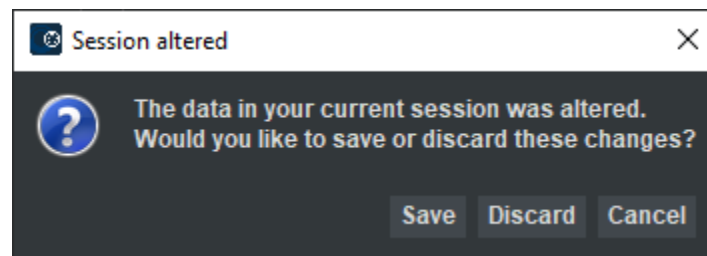 Session altered
The data in your current session was altered.
Would you like to save or discard these changes?
Save Discard Cancel